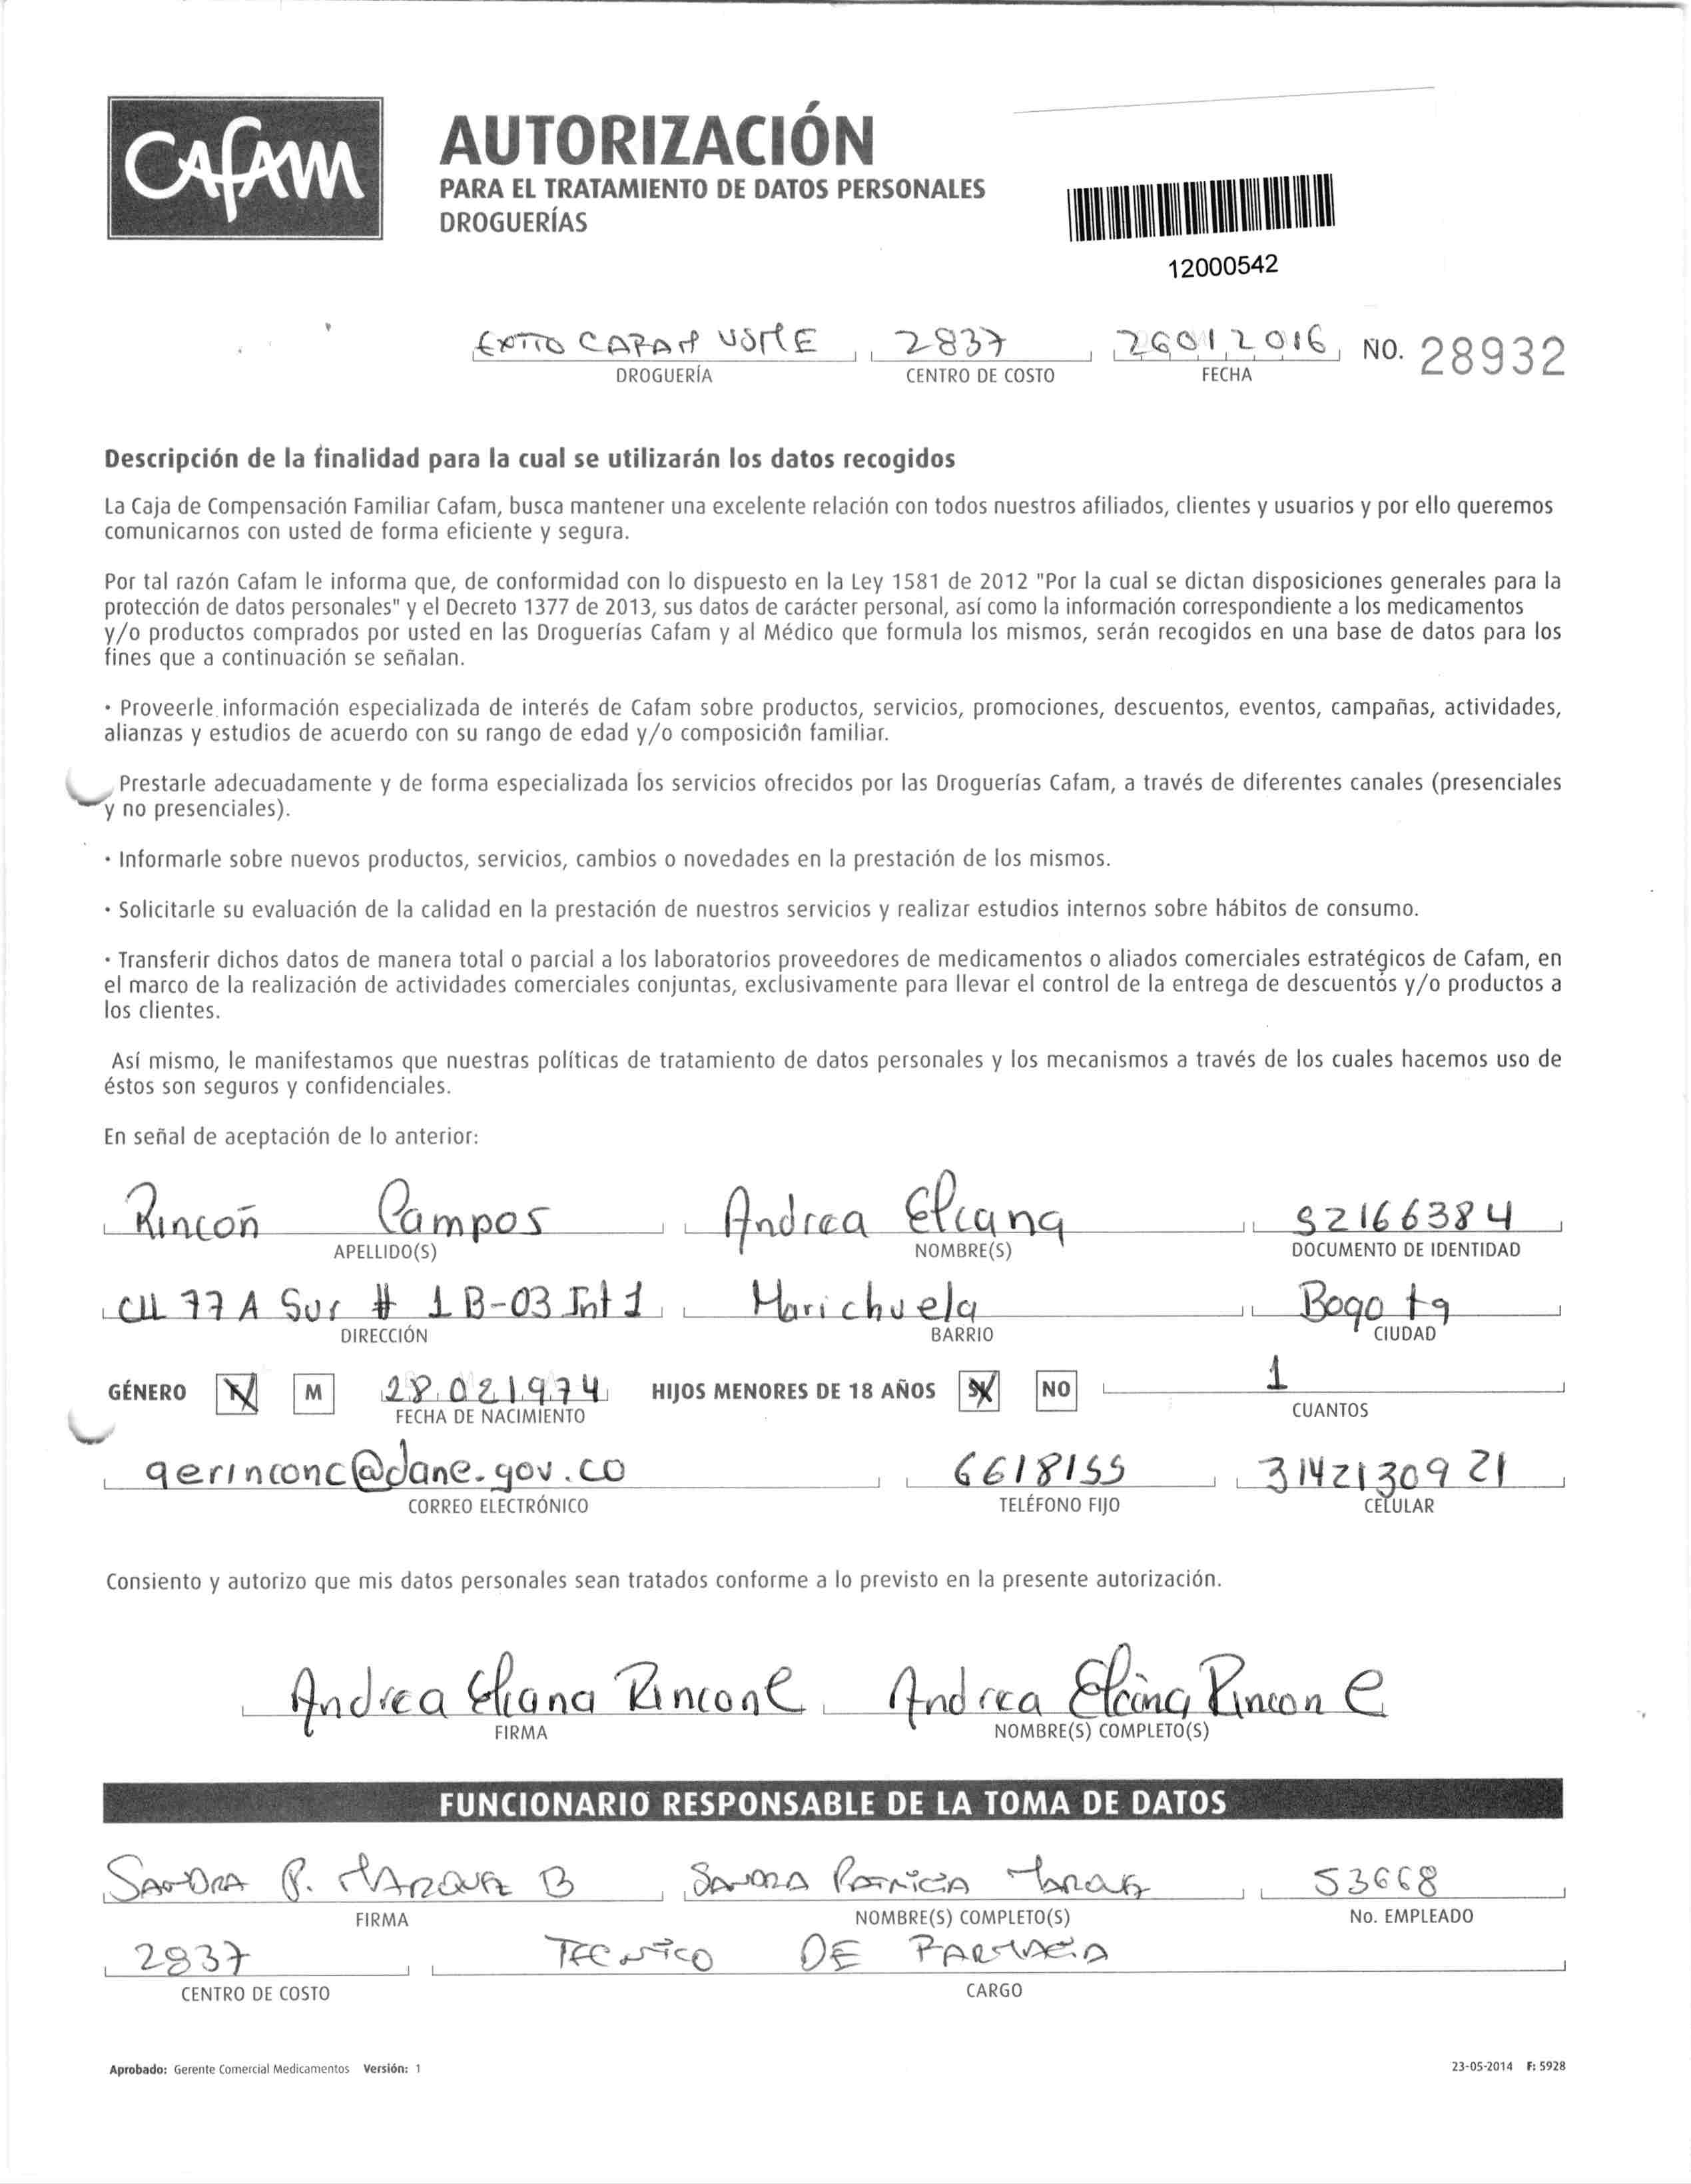 CAFAM
AUTORIZACIÓN
PARA EL TRATAMIENTO DE DATOS PERSONALES
DROGUERÍAS
12000542
EXITO CAFAM USME 2837 26012016 NO. 28932
DROGUERÍA CENTRO DE COSTO FECHA
Descripción de la finalidad para la cual se utilizarán los datos recogidos
La Caja de Compensación Familiar Cafam, busca mantener una excelente relación con todos nuestros afiliados, clientes y usuarios y por ello queremos
comunicarnos con usted de forma eficiente y segura.
Por tal razón Cafam le informa que, de conformidad con lo dispuesto en la Ley 1581 de 2012 "Por la cual se dictan disposiciones generales para la
protección de datos personales" y el Decreto 1377 de 2013, sus datos de carácter personal, así como la información correspondiente a los medicamentos
y/o productos comprados por usted en las Droguerías Cafam y al Médico que formula los mismos, serán recogidos en una base de datos para los
fines que a continuación se señalan.
• Proveerle información especializada de interés de Cafam sobre productos, servicios, promociones, descuentos, eventos, campañas, actividades,
alianzas y estudios de acuerdo con su rango de edad y/o composición familiar.
Prestarle adecuadamente y de forma especializada los servicios ofrecidos por las Droguerías Cafam, a través de diferentes canales (presenciales
y no presenciales).
• Informarle sobre nuevos productos, servicios, cambios o novedades en la prestación de los mismos.
• Solicitarle su evaluación de la calidad en la prestación de nuestros servicios y realizar estudios internos sobre hábitos de consumo.
• Transferir dichos datos de manera total o parcial a los laboratorios proveedores de medicamentos o aliados comerciales estratégicos de Cafam, en
el marco de la realización de actividades comerciales conjuntas, exclusivamente para llevar el control de la entrega de descuentos y/o productos a
los clientes.
Así mismo, le manifestamos que nuestras políticas de tratamiento de datos personales y los mecanismos a través de los cuales hacemos uso de
éstos son seguros y confidenciales.
En señal de aceptación de lo anterior:
Rincón Campos Andrea Eliana 52166384
APELLIDO(S) NOMBRE(S) DOCUMENTO DE IDENTIDAD
CLL 77 A Sur # 1 B-03 Int 1 Marichuela Bogota
DIRECCIÓN BARRIO CIUDAD
GÉNERO M 28021974 HIJOS MENORES DE 18 AÑOS SI NO 1
FECHA DE NACIMIENTO CUANTOS
aerinconc@dane.gov.co 6618155 3142130921
CORREO ELECTRÓNICO TELÉFONO FIJO CELULAR
Consiento y autorizo que mis datos personales sean tratados conforme a lo previsto en la presente autorización.
Andrea Eliana Rincon C Andrea Eliana Rincon C
FIRMA NOMBRE(S) COMPLETO(S)
FUNCIONARIO RESPONSABLE DE LA TOMA DE DATOS
SANDRA P. MARQUEZ B SANDRA PATRICIA MARQUEZ 53668
FIRMA NOMBRE(S) COMPLETO(S) No. EMPLEADO
2837 TECNICO DE FARMACIA
CENTRO DE COSTO CARGO
Aprobado: Gerente Comercial Medicamentos Versión: 1 23-05-2014 F: 5928